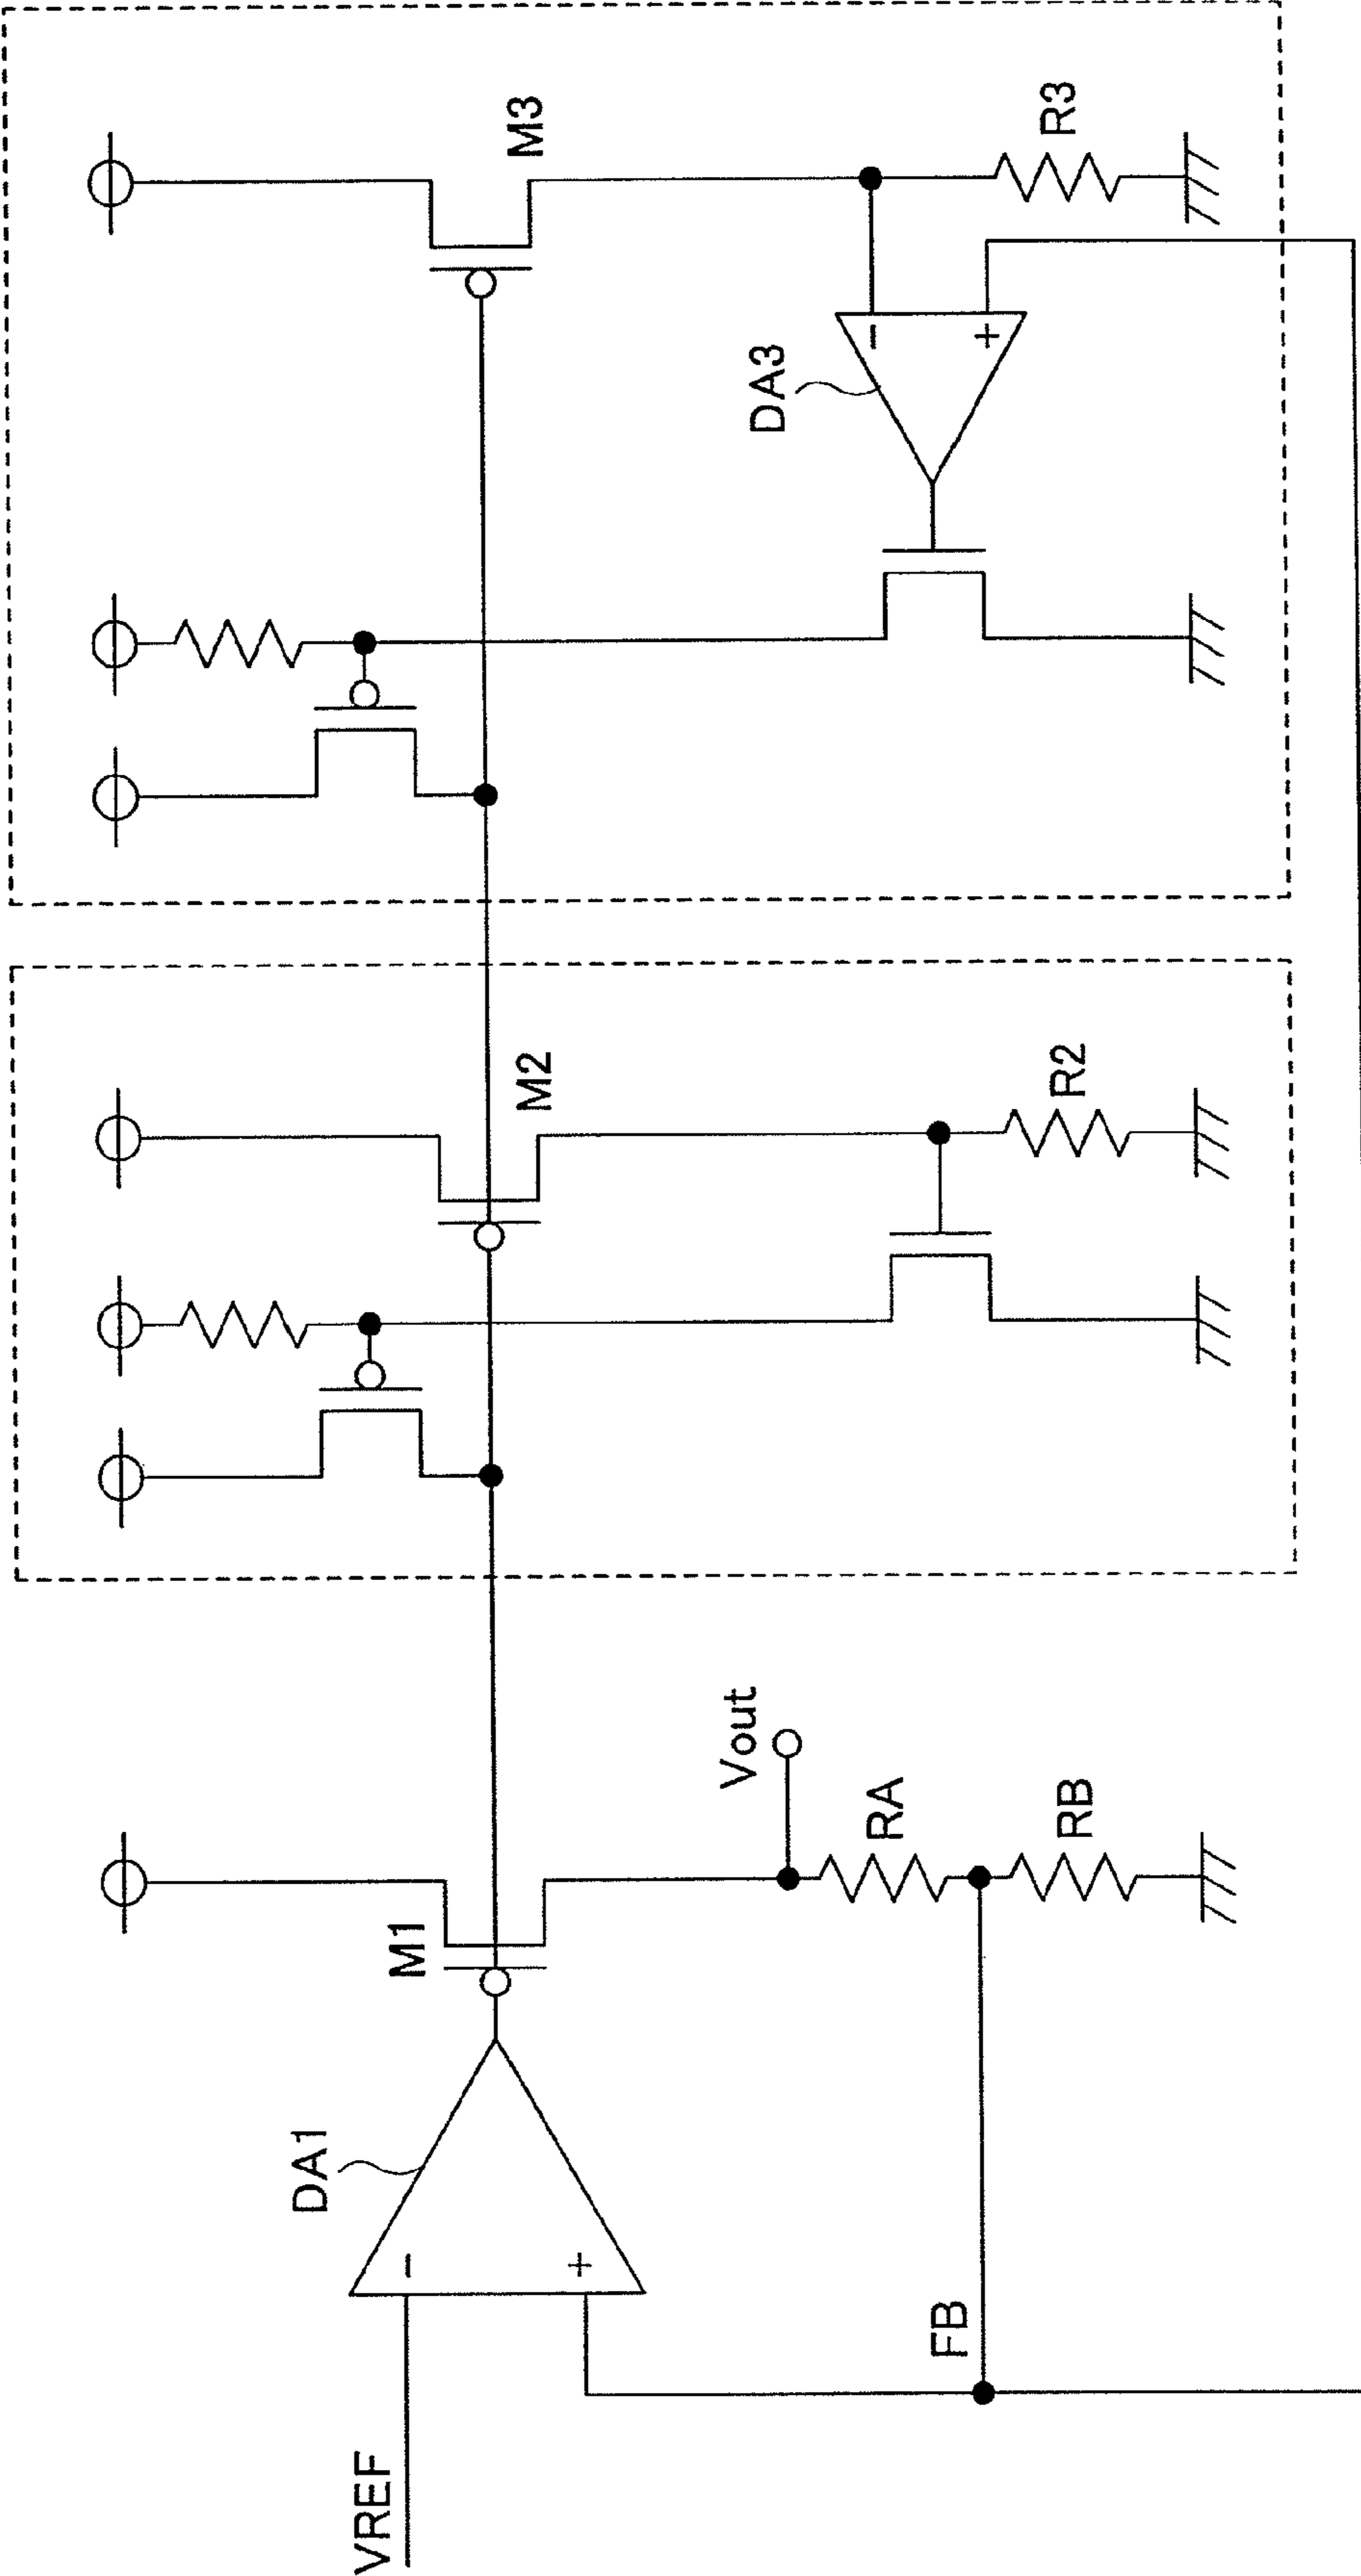 VREF
DA1
-
+
FB
M1
Vout
RA
RB
M2
R2
M3
DA3
-
+
R3